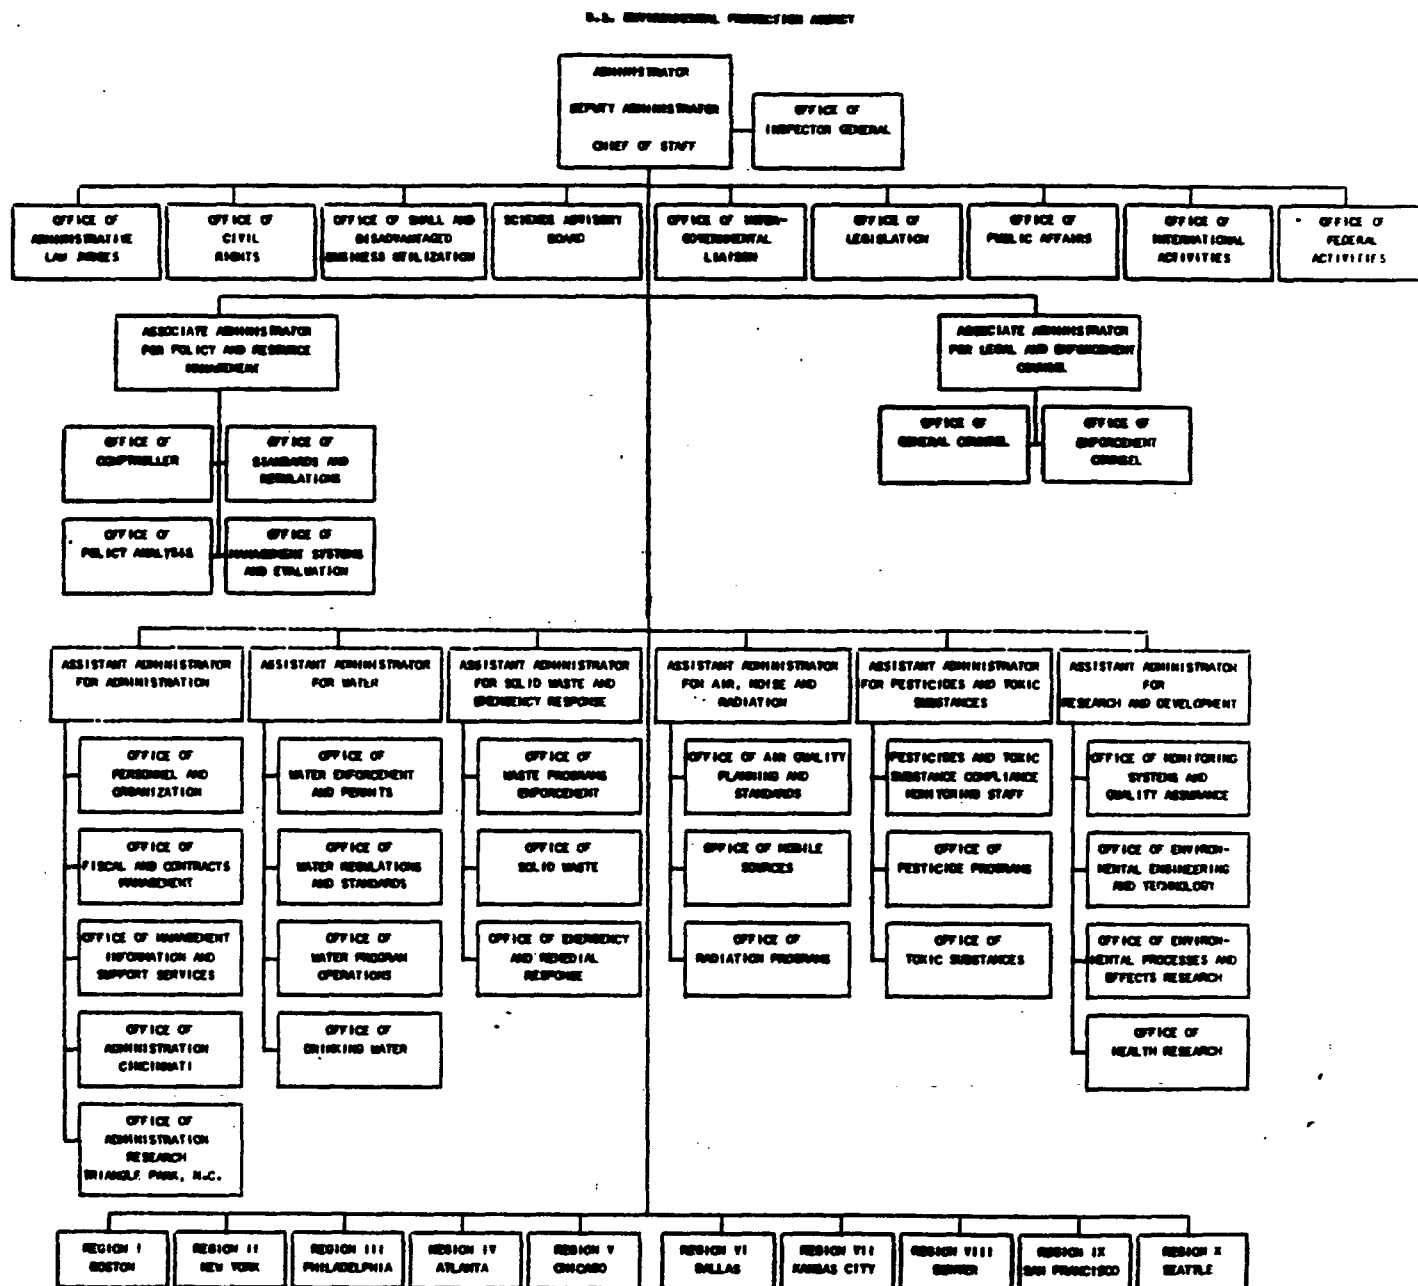 U.S. ENVIRONMENTAL PROTECTION AGENCY
ADMINISTRATOR
DEPUTY ADMINISTRATOR
CHIEF OF STAFF
OFFICE OF
INSPECTOR GENERAL
OFFICE OF
ADMINISTRATIVE
LAW JUDGES
OFFICE OF
CIVIL
RIGHTS
OFFICE OF SMALL AND
DISADVANTAGED
BUSINESS UTILIZATION
SCIENCE ADVISORY
BOARD
OFFICE OF INTER-
GOVERNMENTAL
LIAISON
OFFICE OF
LEGISLATION
OFFICE OF
PUBLIC AFFAIRS
OFFICE OF
INTERNATIONAL
ACTIVITIES
OFFICE OF
FEDERAL
ACTIVITIES
ASSOCIATE ADMINISTRATOR
FOR POLICY AND RESOURCE
MANAGEMENT
ASSOCIATE ADMINISTRATOR
FOR LEGAL AND ENFORCEMENT
COUNSEL
OFFICE OF
COMPTROLLER
OFFICE OF
STANDARDS AND
REGULATIONS
OFFICE OF
GENERAL COUNSEL
OFFICE OF
ENFORCEMENT
COUNSEL
OFFICE OF
POLICY ANALYSIS
OFFICE OF
MANAGEMENT SYSTEMS
AND EVALUATION
ASSISTANT ADMINISTRATOR
FOR ADMINISTRATION
OFFICE OF
PERSONNEL AND
ORGANIZATION
OFFICE OF
FISCAL AND CONTRACTS
MANAGEMENT
OFFICE OF MANAGEMENT
INFORMATION AND
SUPPORT SERVICES
OFFICE OF
ADMINISTRATION
CINCINNATI
OFFICE OF
ADMINISTRATION
RESEARCH
TRIANGLE PARK, N.C.
ASSISTANT ADMINISTRATOR
FOR WATER
OFFICE OF
WATER ENFORCEMENT
AND PERMITS
OFFICE OF
WATER REGULATIONS
AND STANDARDS
OFFICE OF
WATER PROGRAM
OPERATIONS
OFFICE OF
DRINKING WATER
ASSISTANT ADMINISTRATOR
FOR SOLID WASTE AND
EMERGENCY RESPONSE
OFFICE OF
WASTE PROGRAMS
ENFORCEMENT
OFFICE OF
SOLID WASTE
OFFICE OF EMERGENCY
AND REMEDIAL
RESPONSE
ASSISTANT ADMINISTRATOR
FOR AIR, NOISE AND
RADIATION
OFFICE OF AIR QUALITY
PLANNING AND
STANDARDS
OFFICE OF MOBILE
SOURCES
OFFICE OF
RADIATION PROGRAMS
ASSISTANT ADMINISTRATOR
FOR PESTICIDES AND TOXIC
SUBSTANCES
PESTICIDES AND TOXIC
SUBSTANCE COMPLIANCE
MONITORING STAFF
OFFICE OF
PESTICIDE PROGRAMS
OFFICE OF
TOXIC SUBSTANCES
ASSISTANT ADMINISTRATOR
FOR
RESEARCH AND DEVELOPMENT
OFFICE OF MONITORING
SYSTEMS AND
QUALITY ASSURANCE
OFFICE OF ENVIRON-
MENTAL ENGINEERING
AND TECHNOLOGY
OFFICE OF ENVIRON-
MENTAL PROCESSES AND
EFFECTS RESEARCH
OFFICE OF
HEALTH RESEARCH
REGION I
BOSTON
REGION II
NEW YORK
REGION III
PHILADELPHIA
REGION IV
ATLANTA
REGION V
CHICAGO
REGION VI
DALLAS
REGION VII
KANSAS CITY
REGION VIII
DENVER
REGION IX
SAN FRANCISCO
REGION X
SEATTLE